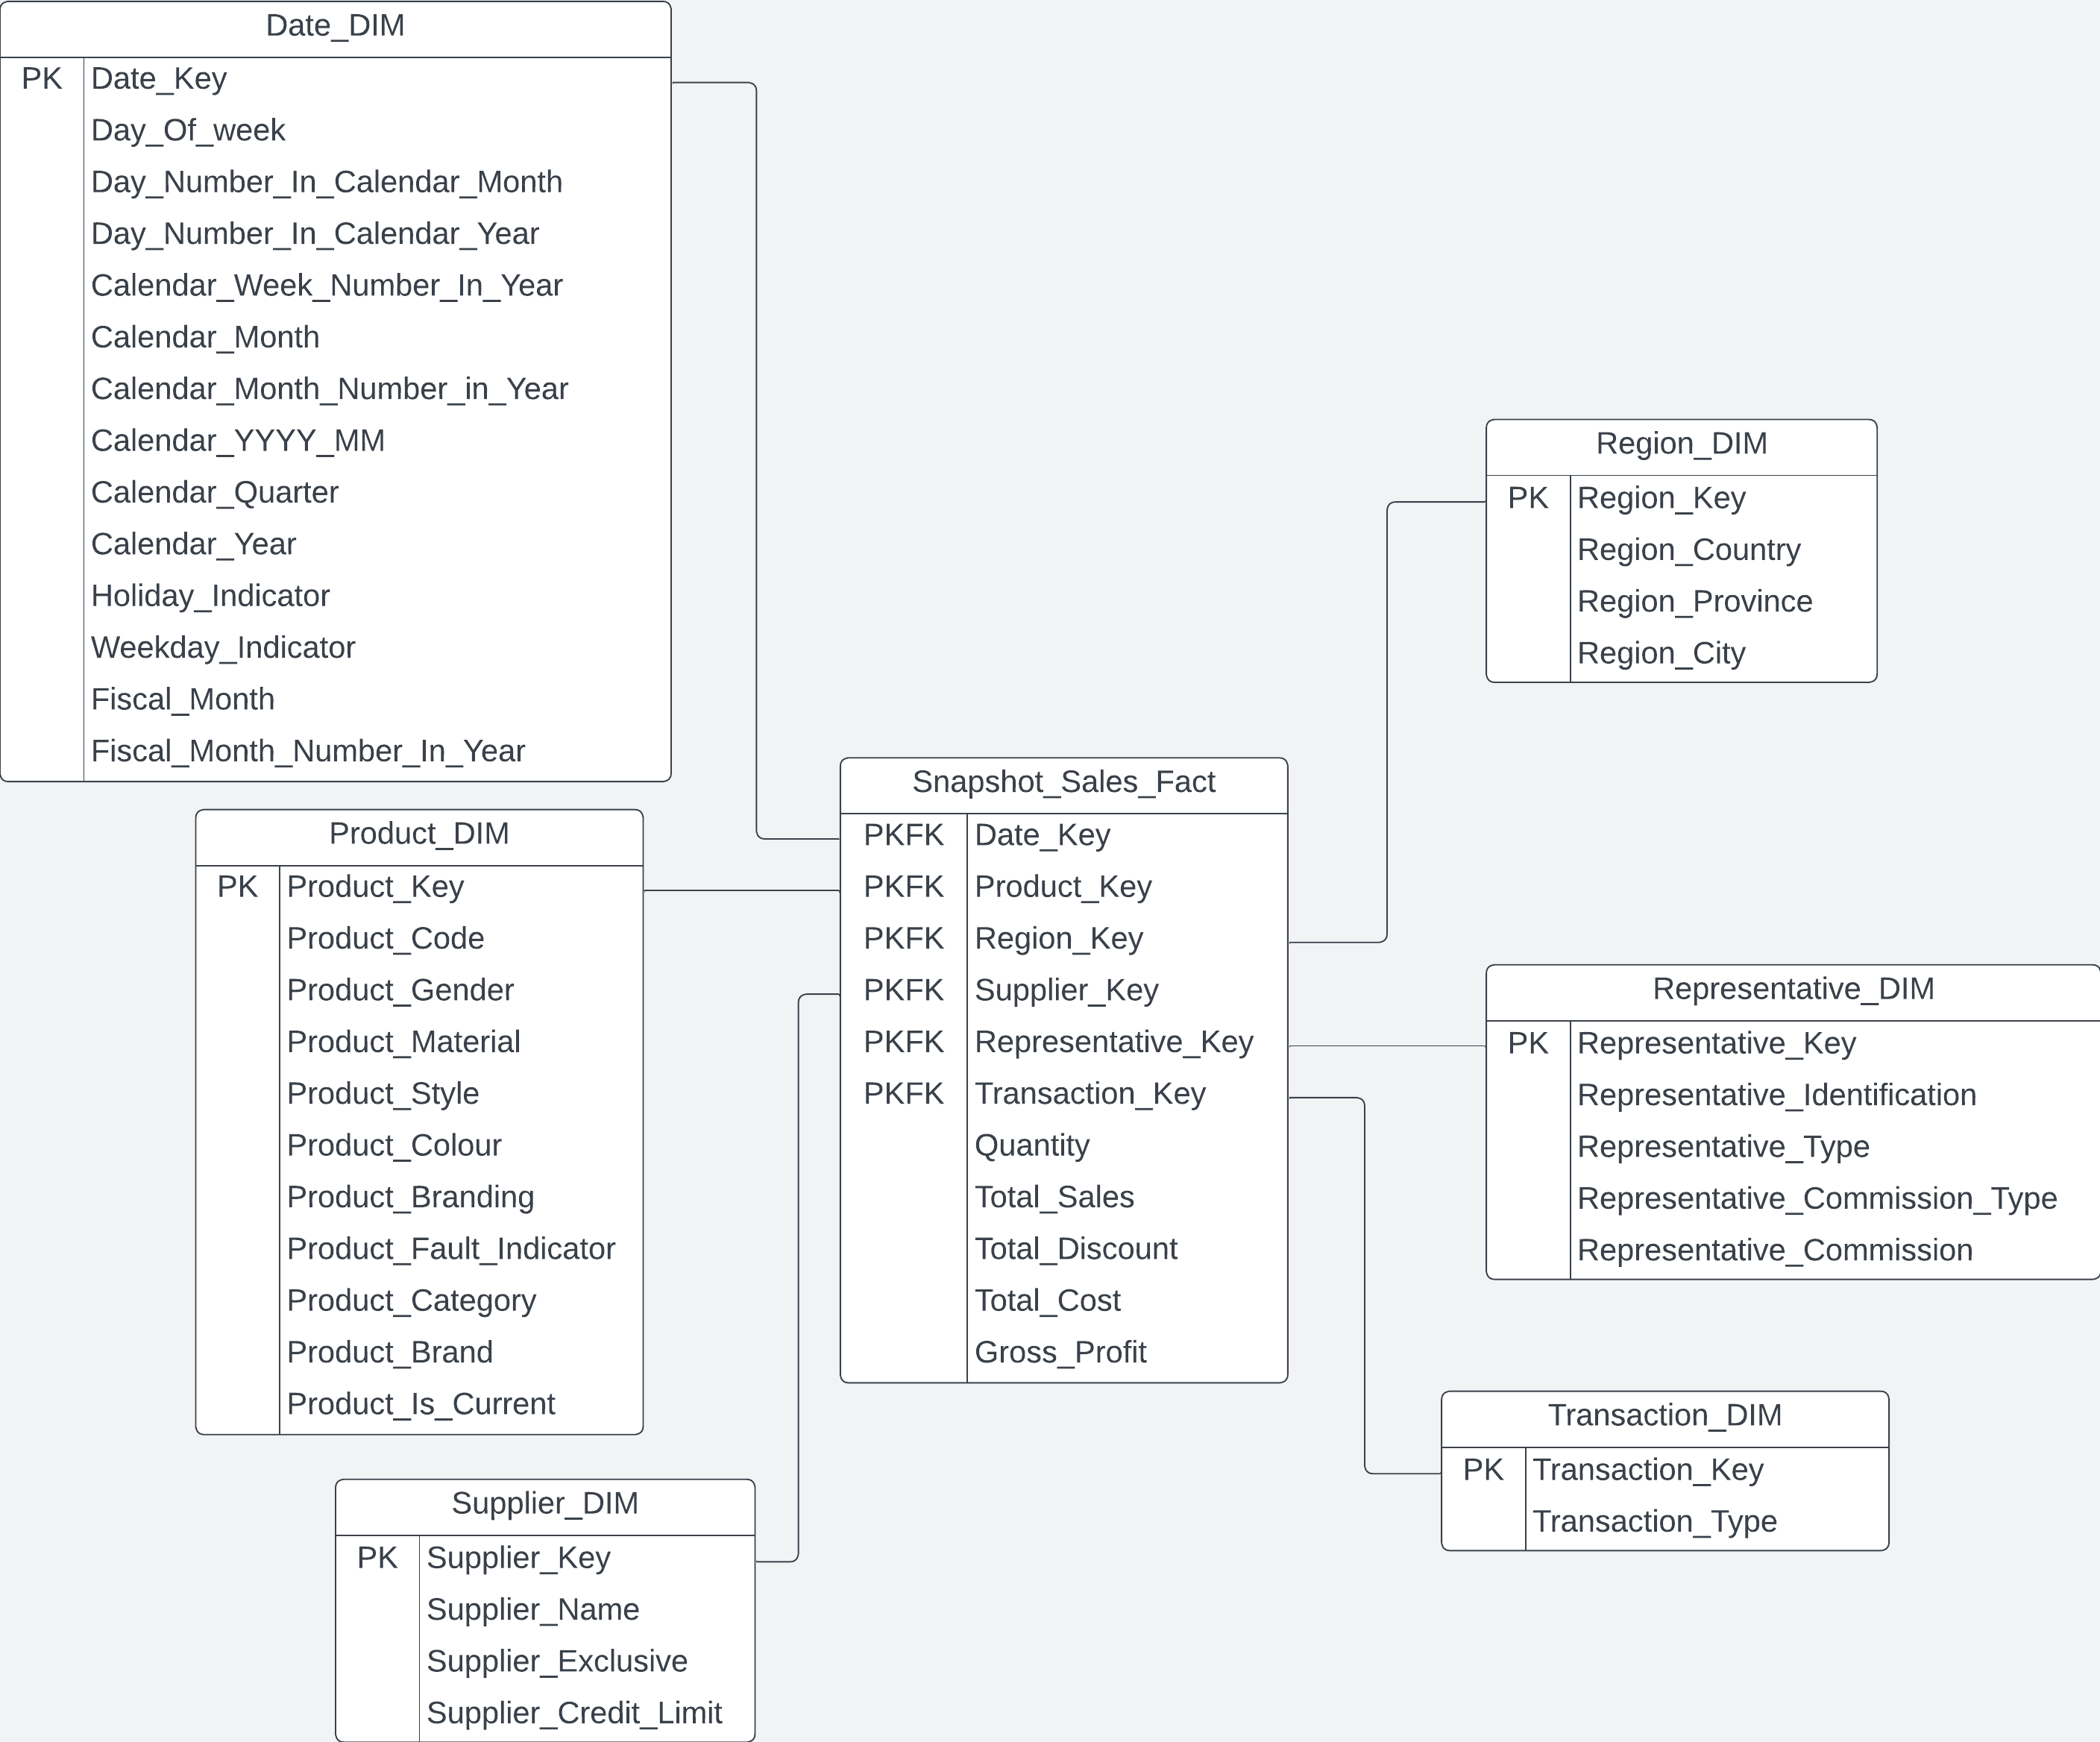 Date_DIM
PK Date_Key
Day_Of_week
Day_Number_In_Calendar_Month
Day_Number_In_Calendar_Year
Calendar_Week_Number_In_Year
Calendar_Month
Calendar_Month_Number_in_Year
Calendar_YYYY_MM
Calendar_Quarter
Calendar_Year
Holiday_Indicator
Weekday_Indicator
Fiscal_Month
Fiscal_Month_Number_In_Year
Product_DIM
PK Product_Key
Product_Code
Product_Gender
Product_Material
Product_Style
Product_Colour
Product_Branding
Product_Fault_Indicator
Product_Category
Product_Brand
Product_Is_Current
Supplier_DIM
PK Supplier_Key
Supplier_Name
Supplier_Exclusive
Supplier_Credit_Limit
Snapshot_Sales_Fact
PKFK Date_Key
PKFK Product_Key
PKFK Region_Key
PKFK Supplier_Key
PKFK Representative_Key
PKFK Transaction_Key
Quantity
Total_Sales
Total_Discount
Total_Cost
Gross_Profit
Region_DIM
PK Region_Key
Region_Country
Region_Province
Region_City
Representative_DIM
PK Representative_Key
Representative_Identification
Representative_Type
Representative_Commission_Type
Representative_Commission
Transaction_DIM
PK Transaction_Key
Transaction_Type